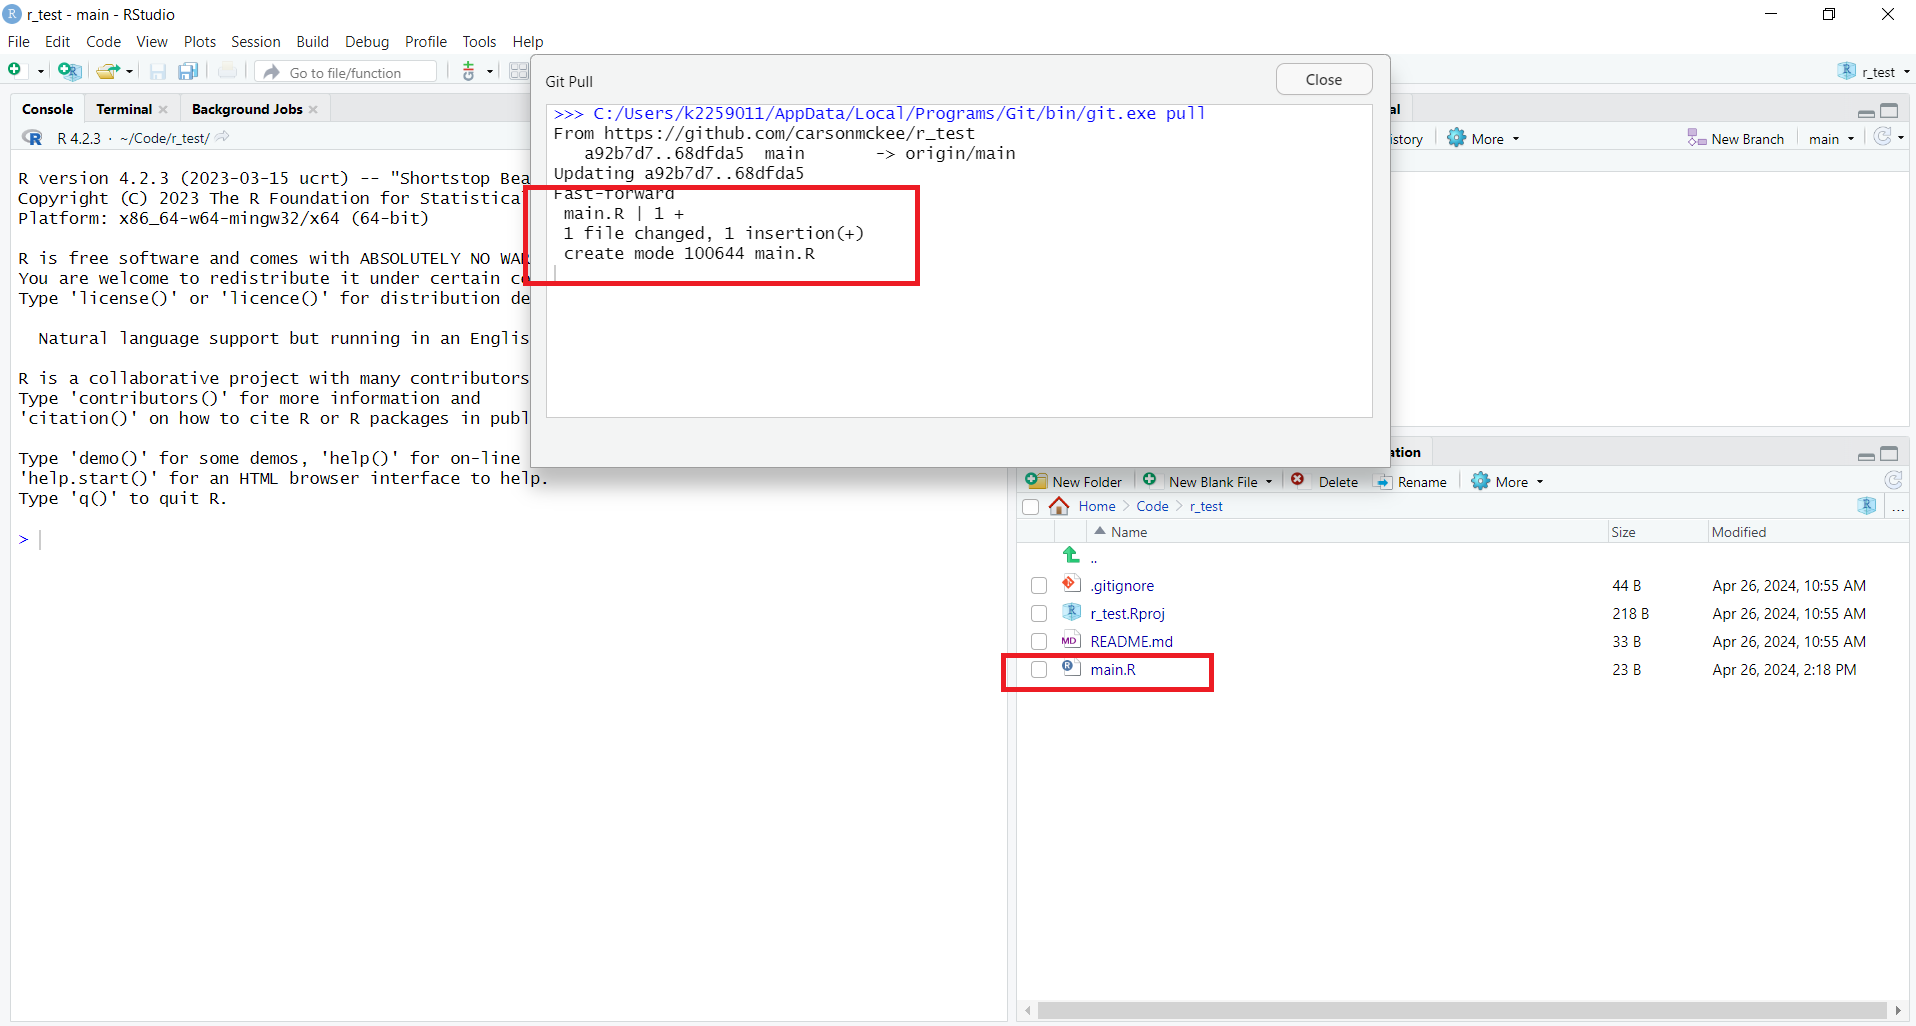 r_test - main - RStudio
File Edit Code View Plots Session Build Debug Profile Tools Help
Go to file/function
r_test
Git Pull
Close
>>> C:/Users/k2259011/AppData/Local/Programs/Git/bin/git.exe pull
From https://github.com/carsonmckee/r_test
a92b7d7..68dfda5 main -> origin/main
Updating a92b7d7..68dfda5
Fast-forward
main.R | 1 +
1 file changed, 1 insertion(+)
create mode 100644 main.R
Console Terminal Background Jobs
R 4.2.3 · ~/Code/r_test/
R version 4.2.3 (2023-03-15 ucrt) -- "Shortstop Bea
Copyright (C) 2023 The R Foundation for Statistica
Platform: x86_64-w64-mingw32/x64 (64-bit)
R is free software and comes with ABSOLUTELY NO WAR
You are welcome to redistribute it under certain co
Type 'license()' or 'licence()' for distribution de
Natural language support but running in an Englis
R is a collaborative project with many contributors
Type 'contributors()' for more information and
'citation()' on how to cite R or R packages in publ
Type 'demo()' for some demos, 'help()' for on-line
'help.start()' for an HTML browser interface to help.
Type 'q()' to quit R.
>
al
istory More New Branch main
ation
New Folder New Blank File Delete Rename More
Home Code r_test ...
Name Size Modified
..
.gitignore 44 B Apr 26, 2024, 10:55 AM
r_test.Rproj 218 B Apr 26, 2024, 10:55 AM
README.md 33 B Apr 26, 2024, 10:55 AM
main.R 23 B Apr 26, 2024, 2:18 PM